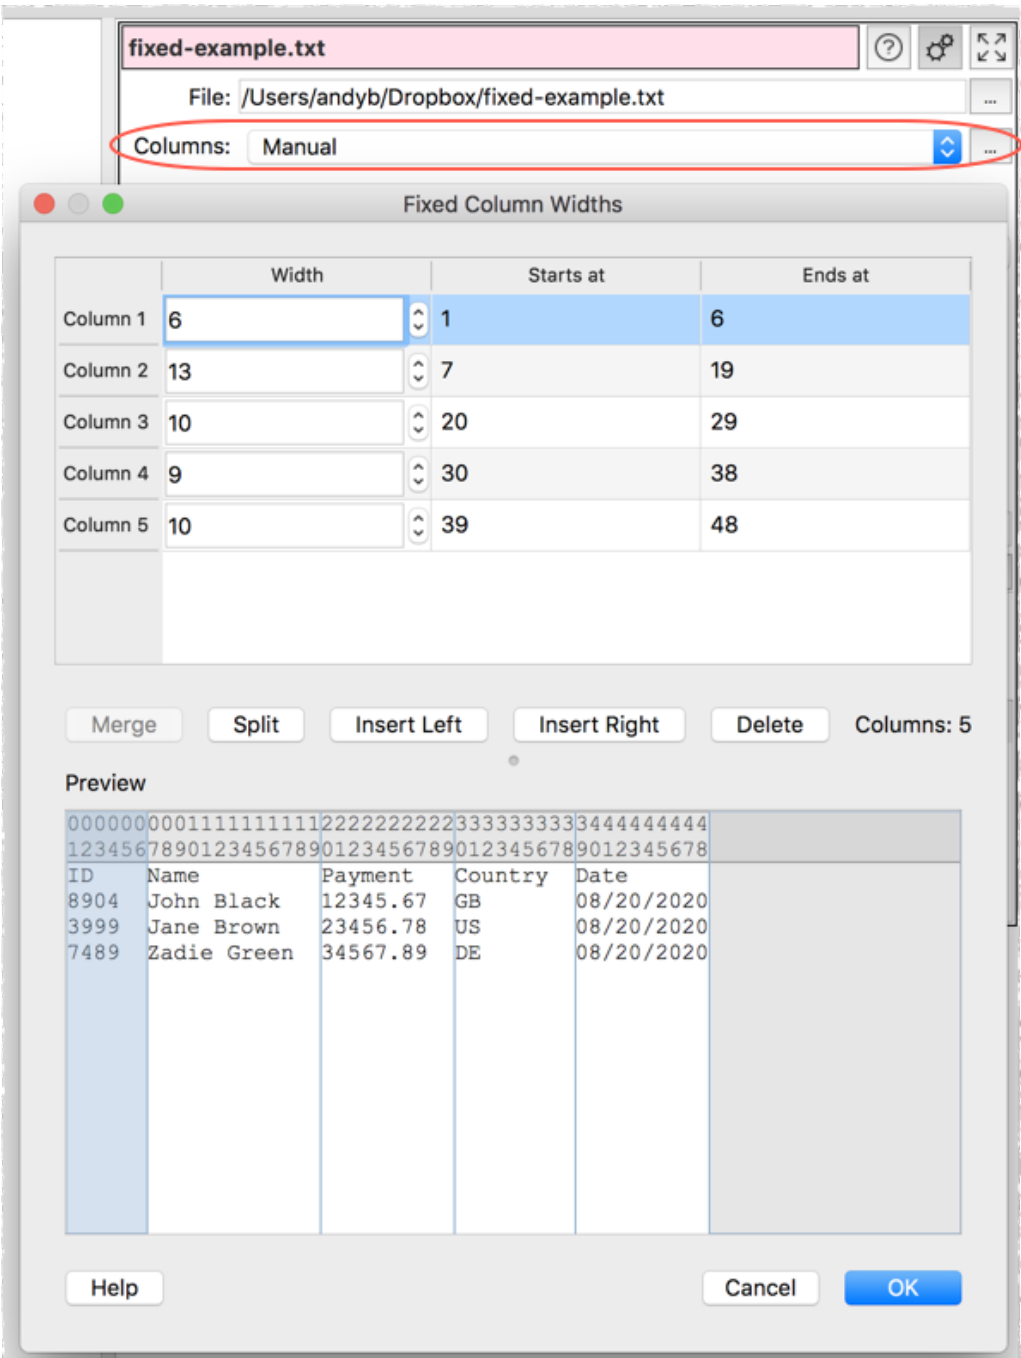 fixed-example.txt ?
File: /Users/andyb/Dropbox/fixed-example.txt ...
Columns: Manual ...
Fixed Column Widths
Width Starts at Ends at
Column 1 6 1 6
Column 2 13 7 19
Column 3 10 20 29
Column 4 9 30 38
Column 5 10 39 48
Merge Split Insert Left Insert Right Delete Columns: 5
Preview
000000000111111111122222222223333333333444444444
123456789012345678901234567890123456789012345678
ID Name Payment Country Date
8904 John Black 12345.67 GB 08/20/2020
3999 Jane Brown 23456.78 US 08/20/2020
7489 Zadie Green 34567.89 DE 08/20/2020
Help Cancel OK